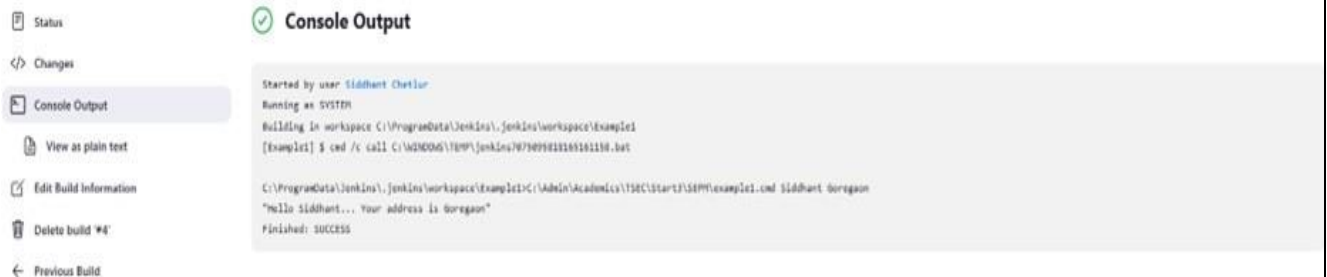 Status
Changes
Console Output
View as plain text
Edit Build Information
Delete build '#4'
Previous Build
Console Output
Started by user Siddhant Chetlur
Running as SYSTEM
Building in workspace C:\ProgramData\Jenkins\.jenkins\workspace\Example1
[Example1] $ cmd /c call C:\WINDOWS\TEMP\
C:\ProgramData\Jenkins\.jenkins\workspace\Example1>C:\Admin\Academics\TSEC\Start3\SEPM\example1.cmd Siddhant Goregaon
"Hello Siddhant... Your address is Goregaon"
Finished: SUCCESS